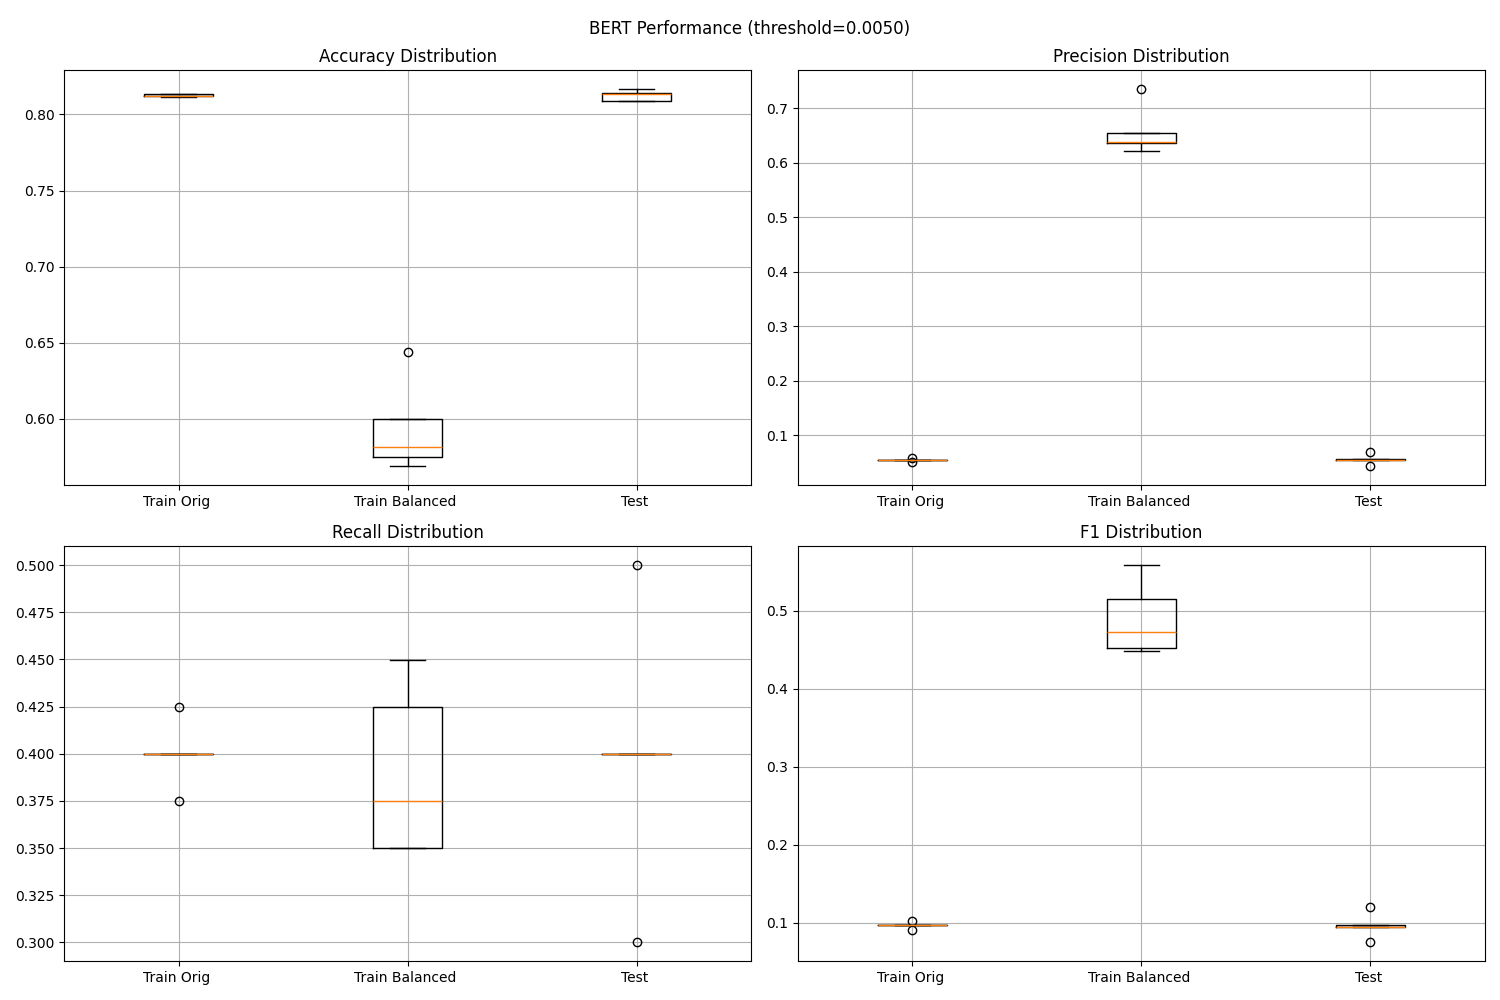 BERT Performance (threshold=0.0050)
Accuracy Distribution
0.80
0.75
0.70
0.65
0.60
Train Orig
Train Balanced
Test
Precision Distribution
0.7
0.6
0.5
0.4
0.3
0.2
0.1
Train Orig
Train Balanced
Test
Recall Distribution
0.500
0.475
0.450
0.425
0.400
0.375
0.350
0.325
0.300
Train Orig
Train Balanced
Test
F1 Distribution
0.5
0.4
0.3
0.2
0.1
Train Orig
Train Balanced
Test